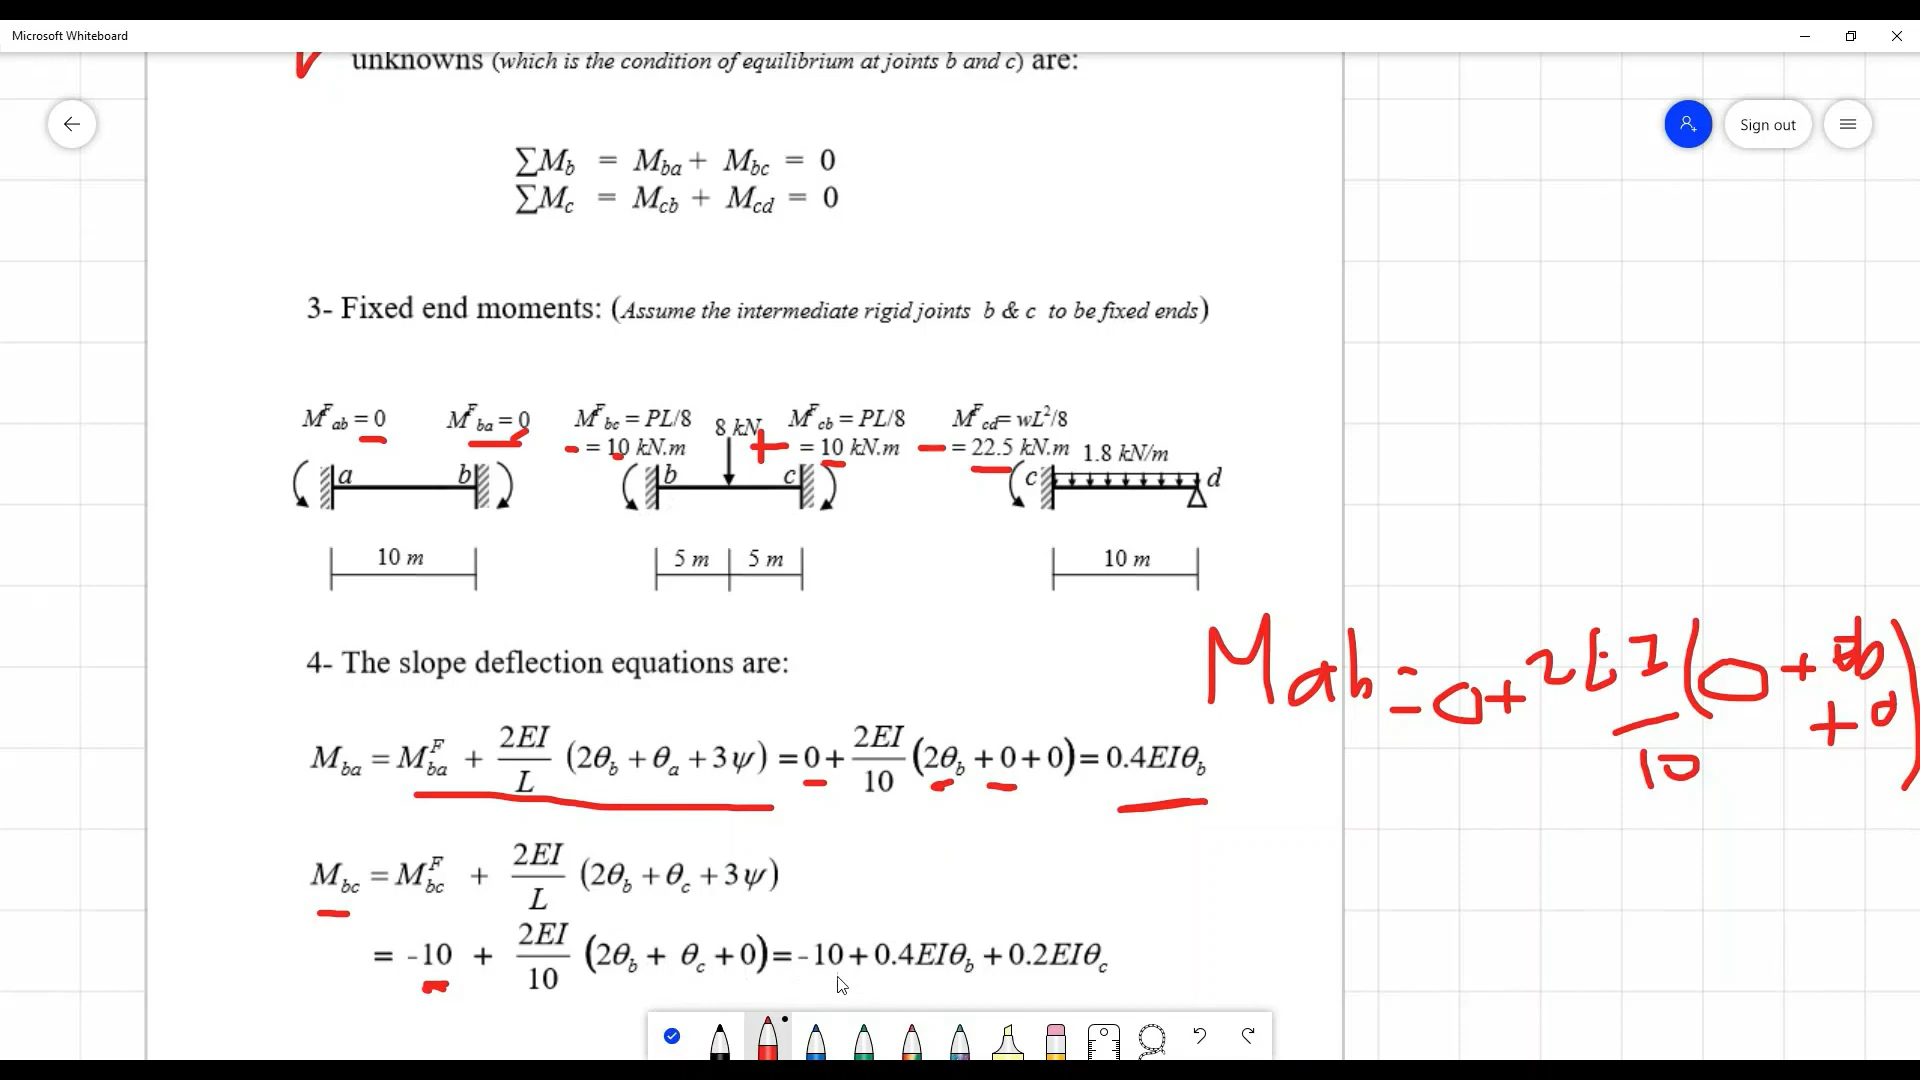 Microsoft Whiteboard
unknowns (which is the condition of equilibrium at joints b and c) are:
Sign out
∑M_b = M_ba + M_bc = 0
∑M_c = M_cb + M_cd = 0
3- Fixed end moments: (Assume the intermediate rigid joints b & c to be fixed ends)
M^F_ab = 0 M^F_ba = 0 M^F_bc = PL/8 8 kN M^F_cb = PL/8 M^F_cd = wL²/8
- = 10 kN.m + = 10 kN.m - = 22.5 kN.m 1.8 kN/m
a b b c c d
10 m 5 m 5 m 10 m
4- The slope deflection equations are:
Mab = 0 + 2EI/10 (0 + θb + 0)
M_ba = M^F_ba + 2EI/L (2θ_b + θ_a + 3ψ) = 0 + 2EI/10 (2θ_b + 0 + 0) = 0.4EIθ_b
M_bc = M^F_bc + 2EI/L (2θ_b + θ_c + 3ψ)
= -10 + 2EI/10 (2θ_b + θ_c + 0) = -10 + 0.4EIθ_b + 0.2EIθ_c